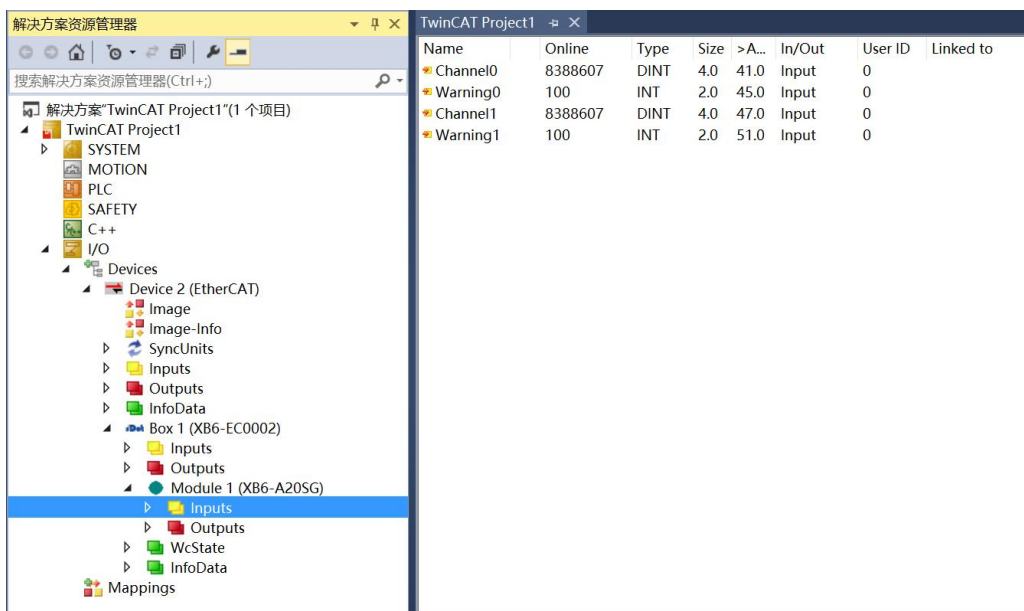 解决方案资源管理器
搜索解决方案资源管理器(Ctrl+;)
解决方案"TwinCAT Project1"(1 个项目)
TwinCAT Project1
SYSTEM
MOTION
PLC
SAFETY
C++
I/O
Devices
Device 2 (EtherCAT)
Image
Image-Info
SyncUnits
Inputs
Outputs
InfoData
Box 1 (XB6-EC0002)
Inputs
Outputs
Module 1 (XB6-A20SG)
Inputs
Outputs
WcState
InfoData
Mappings
TwinCAT Project1
Name Online Type Size >A... In/Out User ID Linked to
Channel0 8388607 DINT 4.0 41.0 Input 0
Warning0 100 INT 2.0 45.0 Input 0
Channel1 8388607 DINT 4.0 47.0 Input 0
Warning1 100 INT 2.0 51.0 Input 0